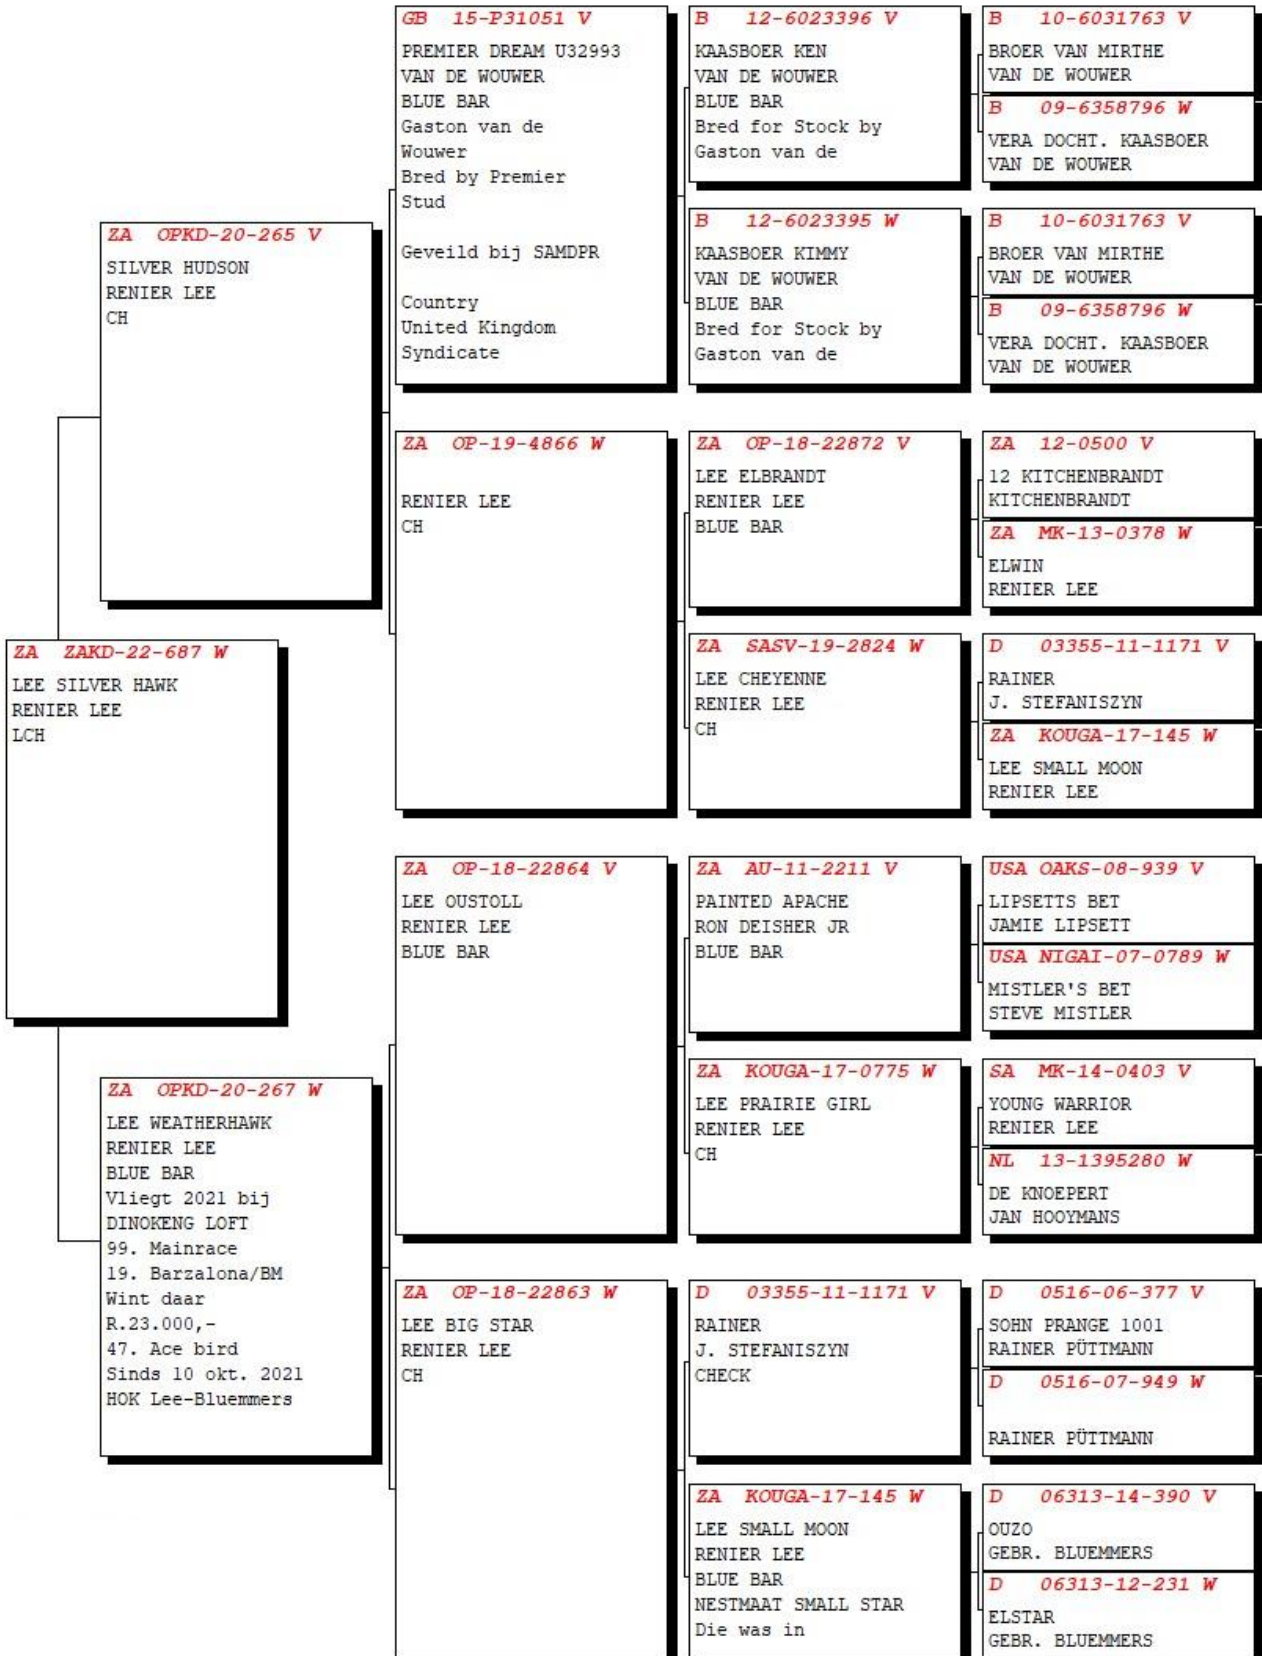 ZA ZAKD-22-687 W
LEE SILVER HAWK
RENIER LEE
LCH
ZA OPKD-20-265 V
SILVER HUDSON
RENIER LEE
CH
ZA OPKD-20-267 W
LEE WEATHERHAWK
RENIER LEE
BLUE BAR
Vliegt 2021 bij
DINOKENG LOFT
99. Mainrace
19. Barzalona/BM
Wint daar
R.23.000,-
47. Ace bird
Sinds 10 okt. 2021
HOK Lee-Bluemmers
GB 15-P31051 V
PREMIER DREAM U32993
VAN DE WOUWER
BLUE BAR
Gaston van de
Wouwer
Bred by Premier
Stud
Geveild bij SAMDPR
Country
United Kingdom
Syndicate
ZA OP-19-4866 W
RENIER LEE
CH
ZA OP-18-22864 V
LEE OUSTOLL
RENIER LEE
BLUE BAR
ZA OP-18-22863 W
LEE BIG STAR
RENIER LEE
CH
B 12-6023396 V
KAASBOER KEN
VAN DE WOUWER
BLUE BAR
Bred for Stock by
Gaston van de
B 12-6023395 W
KAASBOER KIMMY
VAN DE WOUWER
BLUE BAR
Bred for Stock by
Gaston van de
ZA OP-18-22872 V
LEE ELBRANDT
RENIER LEE
BLUE BAR
ZA SASV-19-2824 W
LEE CHEYENNE
RENIER LEE
CH
ZA AU-11-2211 V
PAINTED APACHE
RON DEISHER JR
BLUE BAR
ZA KOUGA-17-0775 W
LEE PRAIRIE GIRL
RENIER LEE
CH
D 03355-11-1171 V
RAINER
J. STEFANISZYN
CHECK
ZA KOUGA-17-145 W
LEE SMALL MOON
RENIER LEE
BLUE BAR
NESTMAAT SMALL STAR
Die was in
B 10-6031763 V
BROER VAN MIRTHE
VAN DE WOUWER
B 09-6358796 W
VERA DOCHT. KAASBOER
VAN DE WOUWER
B 10-6031763 V
BROER VAN MIRTHE
VAN DE WOUWER
B 09-6358796 W
VERA DOCHT. KAASBOER
VAN DE WOUWER
ZA 12-0500 V
12 KITCHENBRANDT
KITCHENBRANDT
ZA MK-13-0378 W
ELWIN
RENIER LEE
D 03355-11-1171 V
RAINER
J. STEFANISZYN
ZA KOUGA-17-145 W
LEE SMALL MOON
RENIER LEE
USA OAKS-08-939 V
LIPSETTS BET
JAMIE LIPSETT
USA NIGAI-07-0789 W
MISTLER'S BET
STEVE MISTLER
SA MK-14-0403 V
YOUNG WARRIOR
RENIER LEE
NL 13-1395280 W
DE KNOEPERT
JAN HOOYMANS
D 0516-06-377 V
SOHN PRANGE 1001
RAINER PÜTTMANN
D 0516-07-949 W
RAINER PÜTTMANN
D 06313-14-390 V
OUZO
GEBR. BLUEMMERS
D 06313-12-231 W
ELSTAR
GEBR. BLUEMMERS